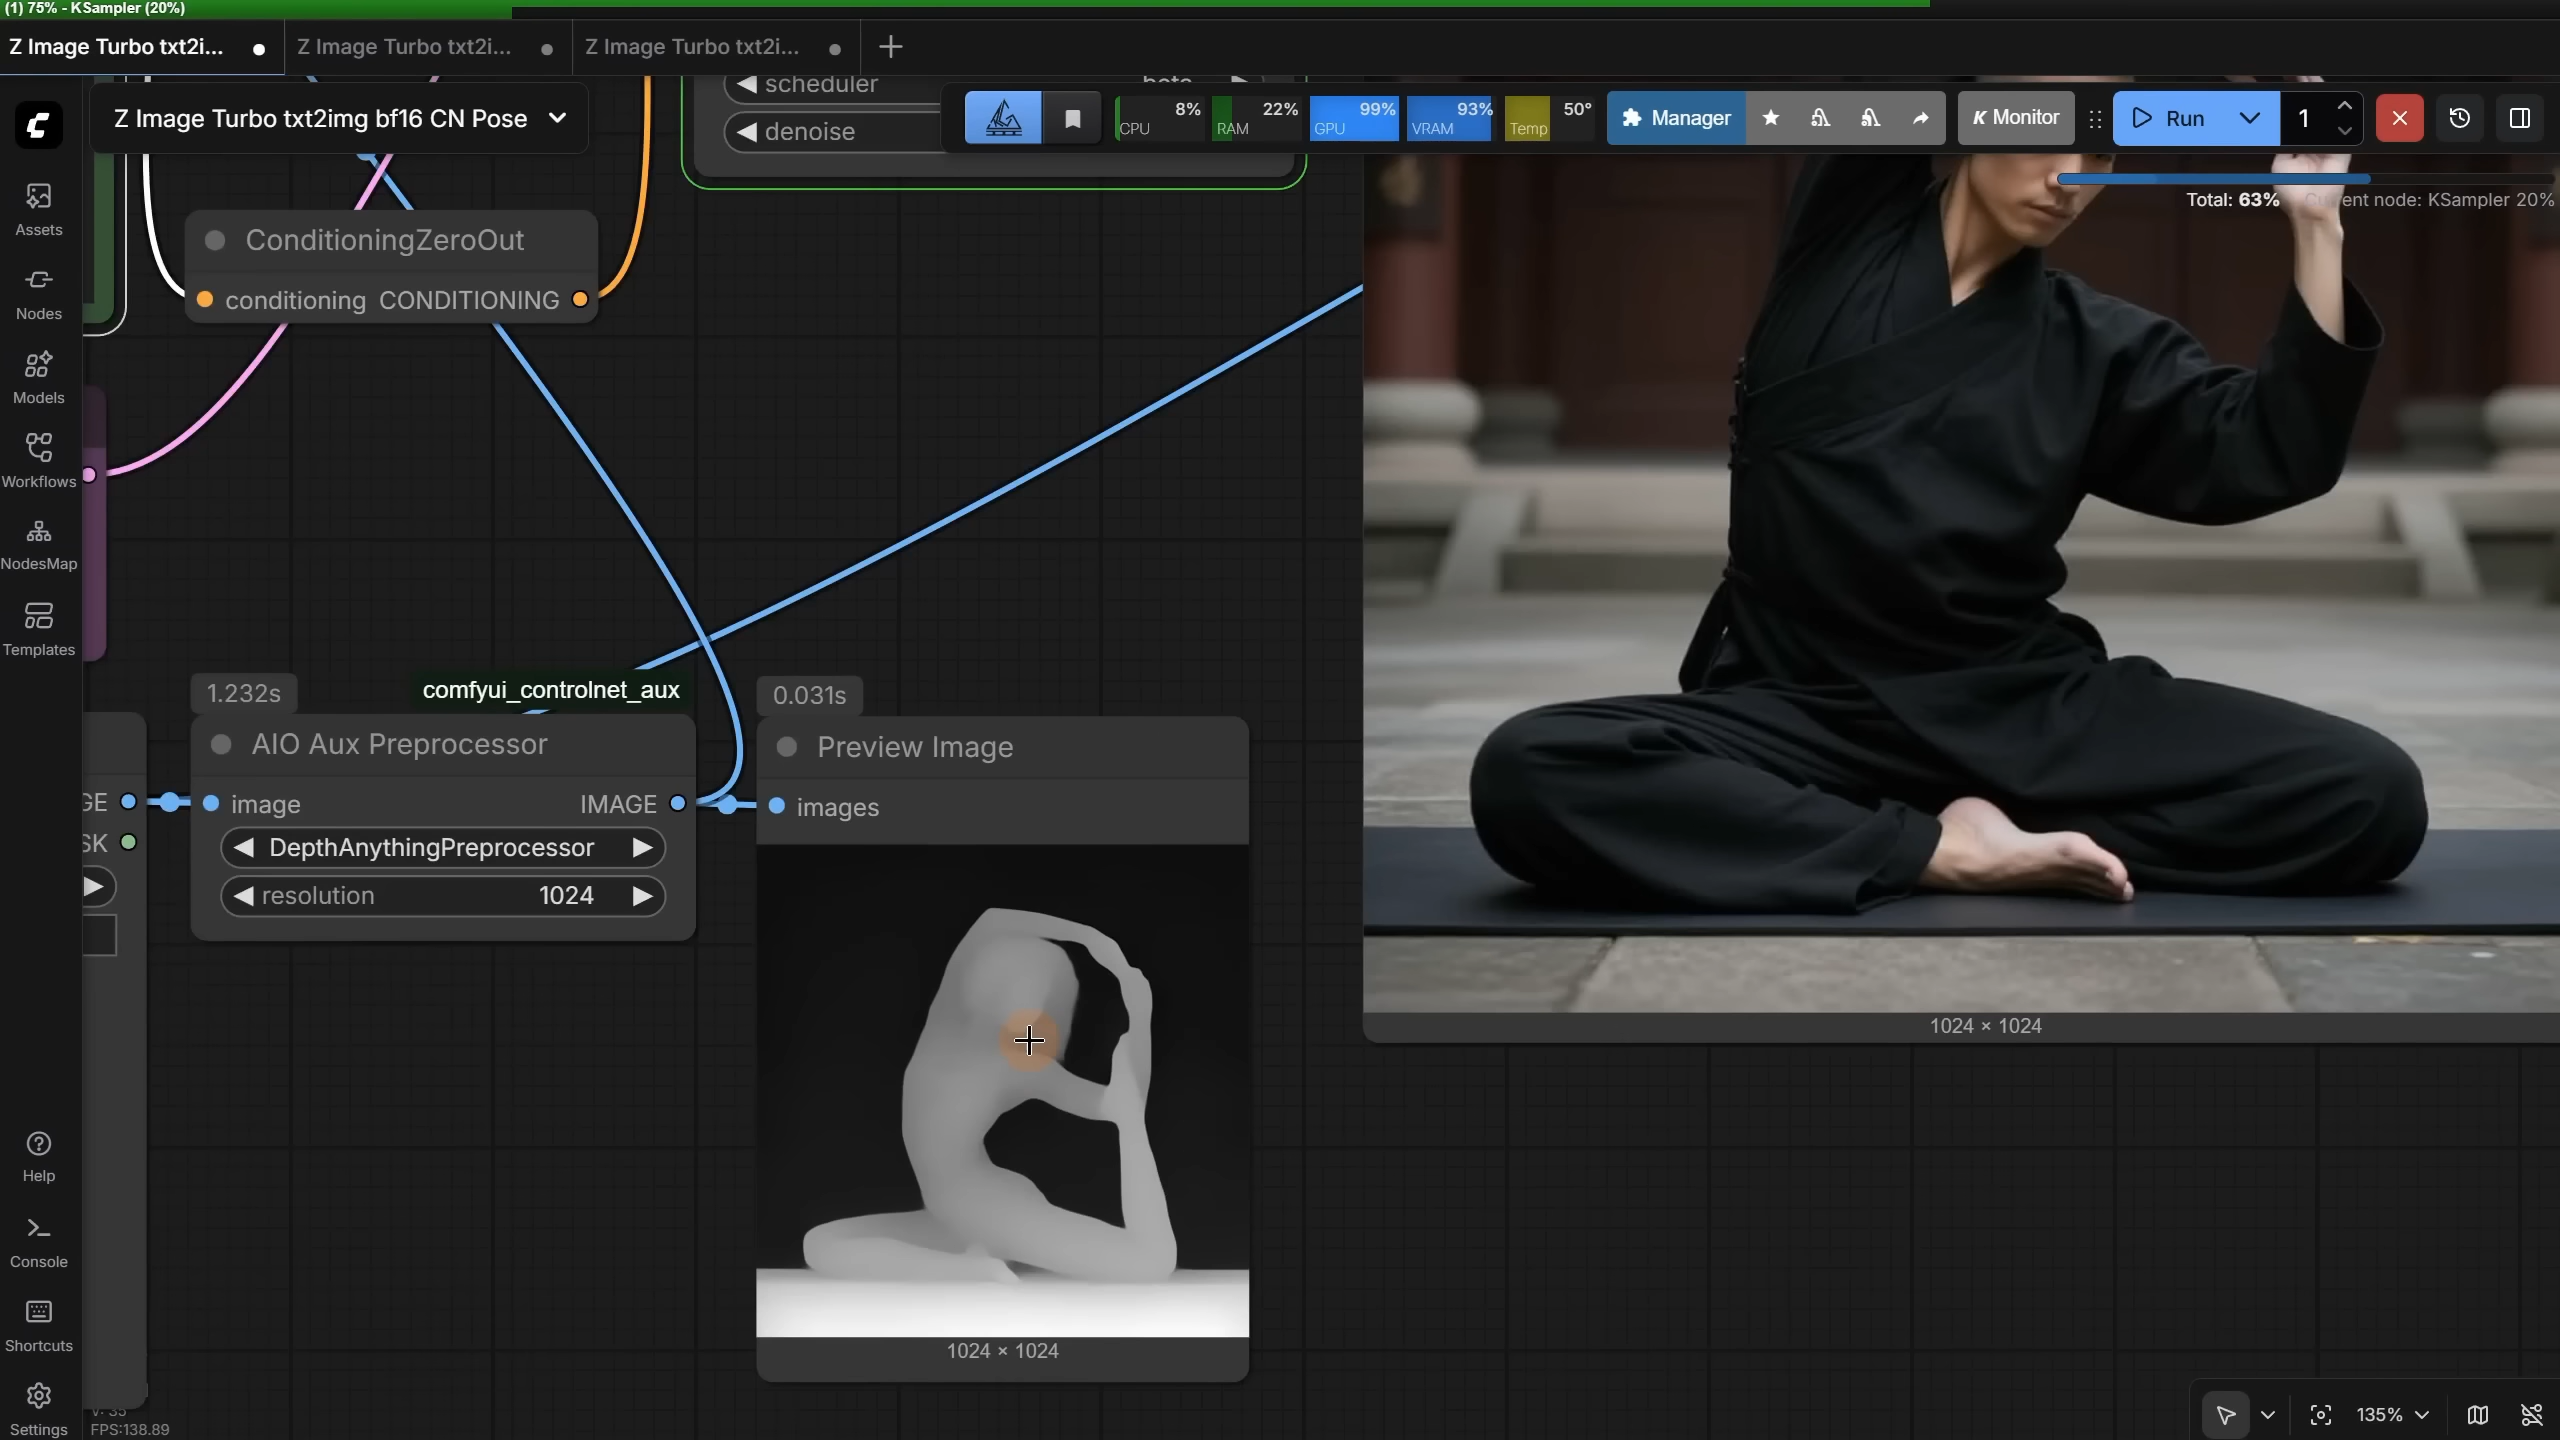 (1) 75% - KSampler (20%)
Z Image Turbo txt2i...
Z Image Turbo txt2i...
Z Image Turbo txt2i...
scheduler
Z Image Turbo txt2img bf16 CN Pose
denoise
CPU 8%
RAM 22%
GPU 99%
VRAM 93%
Temp 50°
Manager
K Monitor
Run
1
Total: 63%
ent node: KSampler 20%
Assets
Nodes
Models
Workflows
NodesMap
Templates
Help
Console
Shortcuts
Settings
ConditioningZeroOut
conditioning CONDITIONING
1.232s
comfyui_controlnet_aux
AIO Aux Preprocessor
GE
SK
image IMAGE
DepthAnythingPreprocessor
resolution 1024
0.031s
Preview Image
images
1024 × 1024
1024 × 1024
FPS:138.89
135%